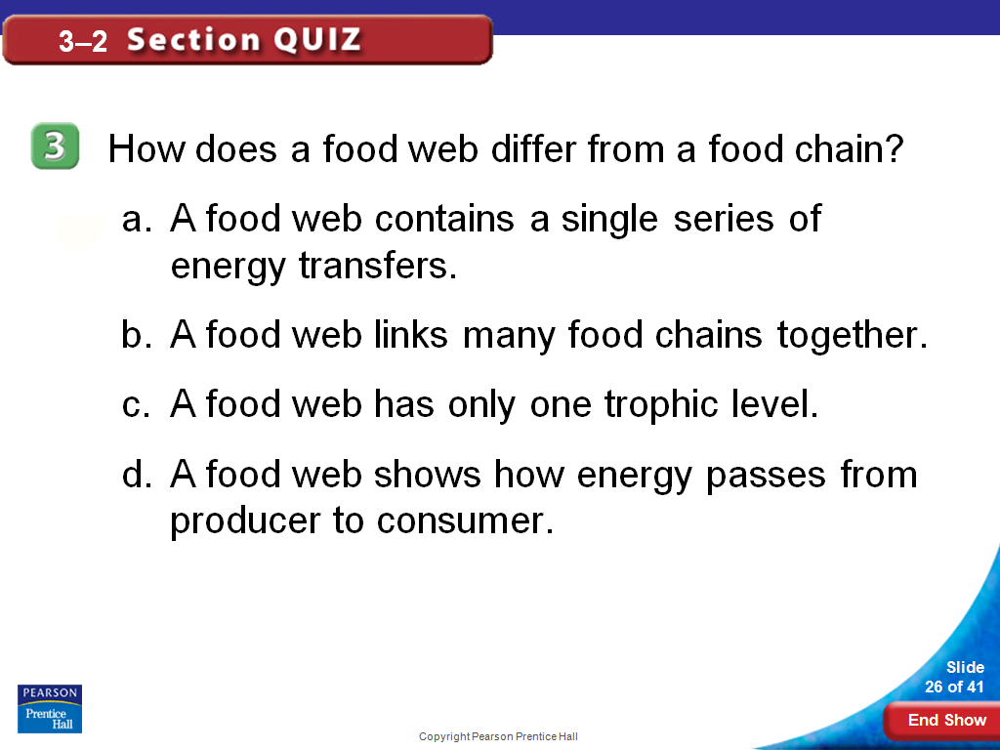 3–2 Section QUIZ
3 How does a food web differ from a food chain?
a. A food web contains a single series of
energy transfers.
b. A food web links many food chains together.
c. A food web has only one trophic level.
d. A food web shows how energy passes from
producer to consumer.
Slide
26 of 41
End Show
PEARSON
Prentice
Hall
Copyright Pearson Prentice Hall